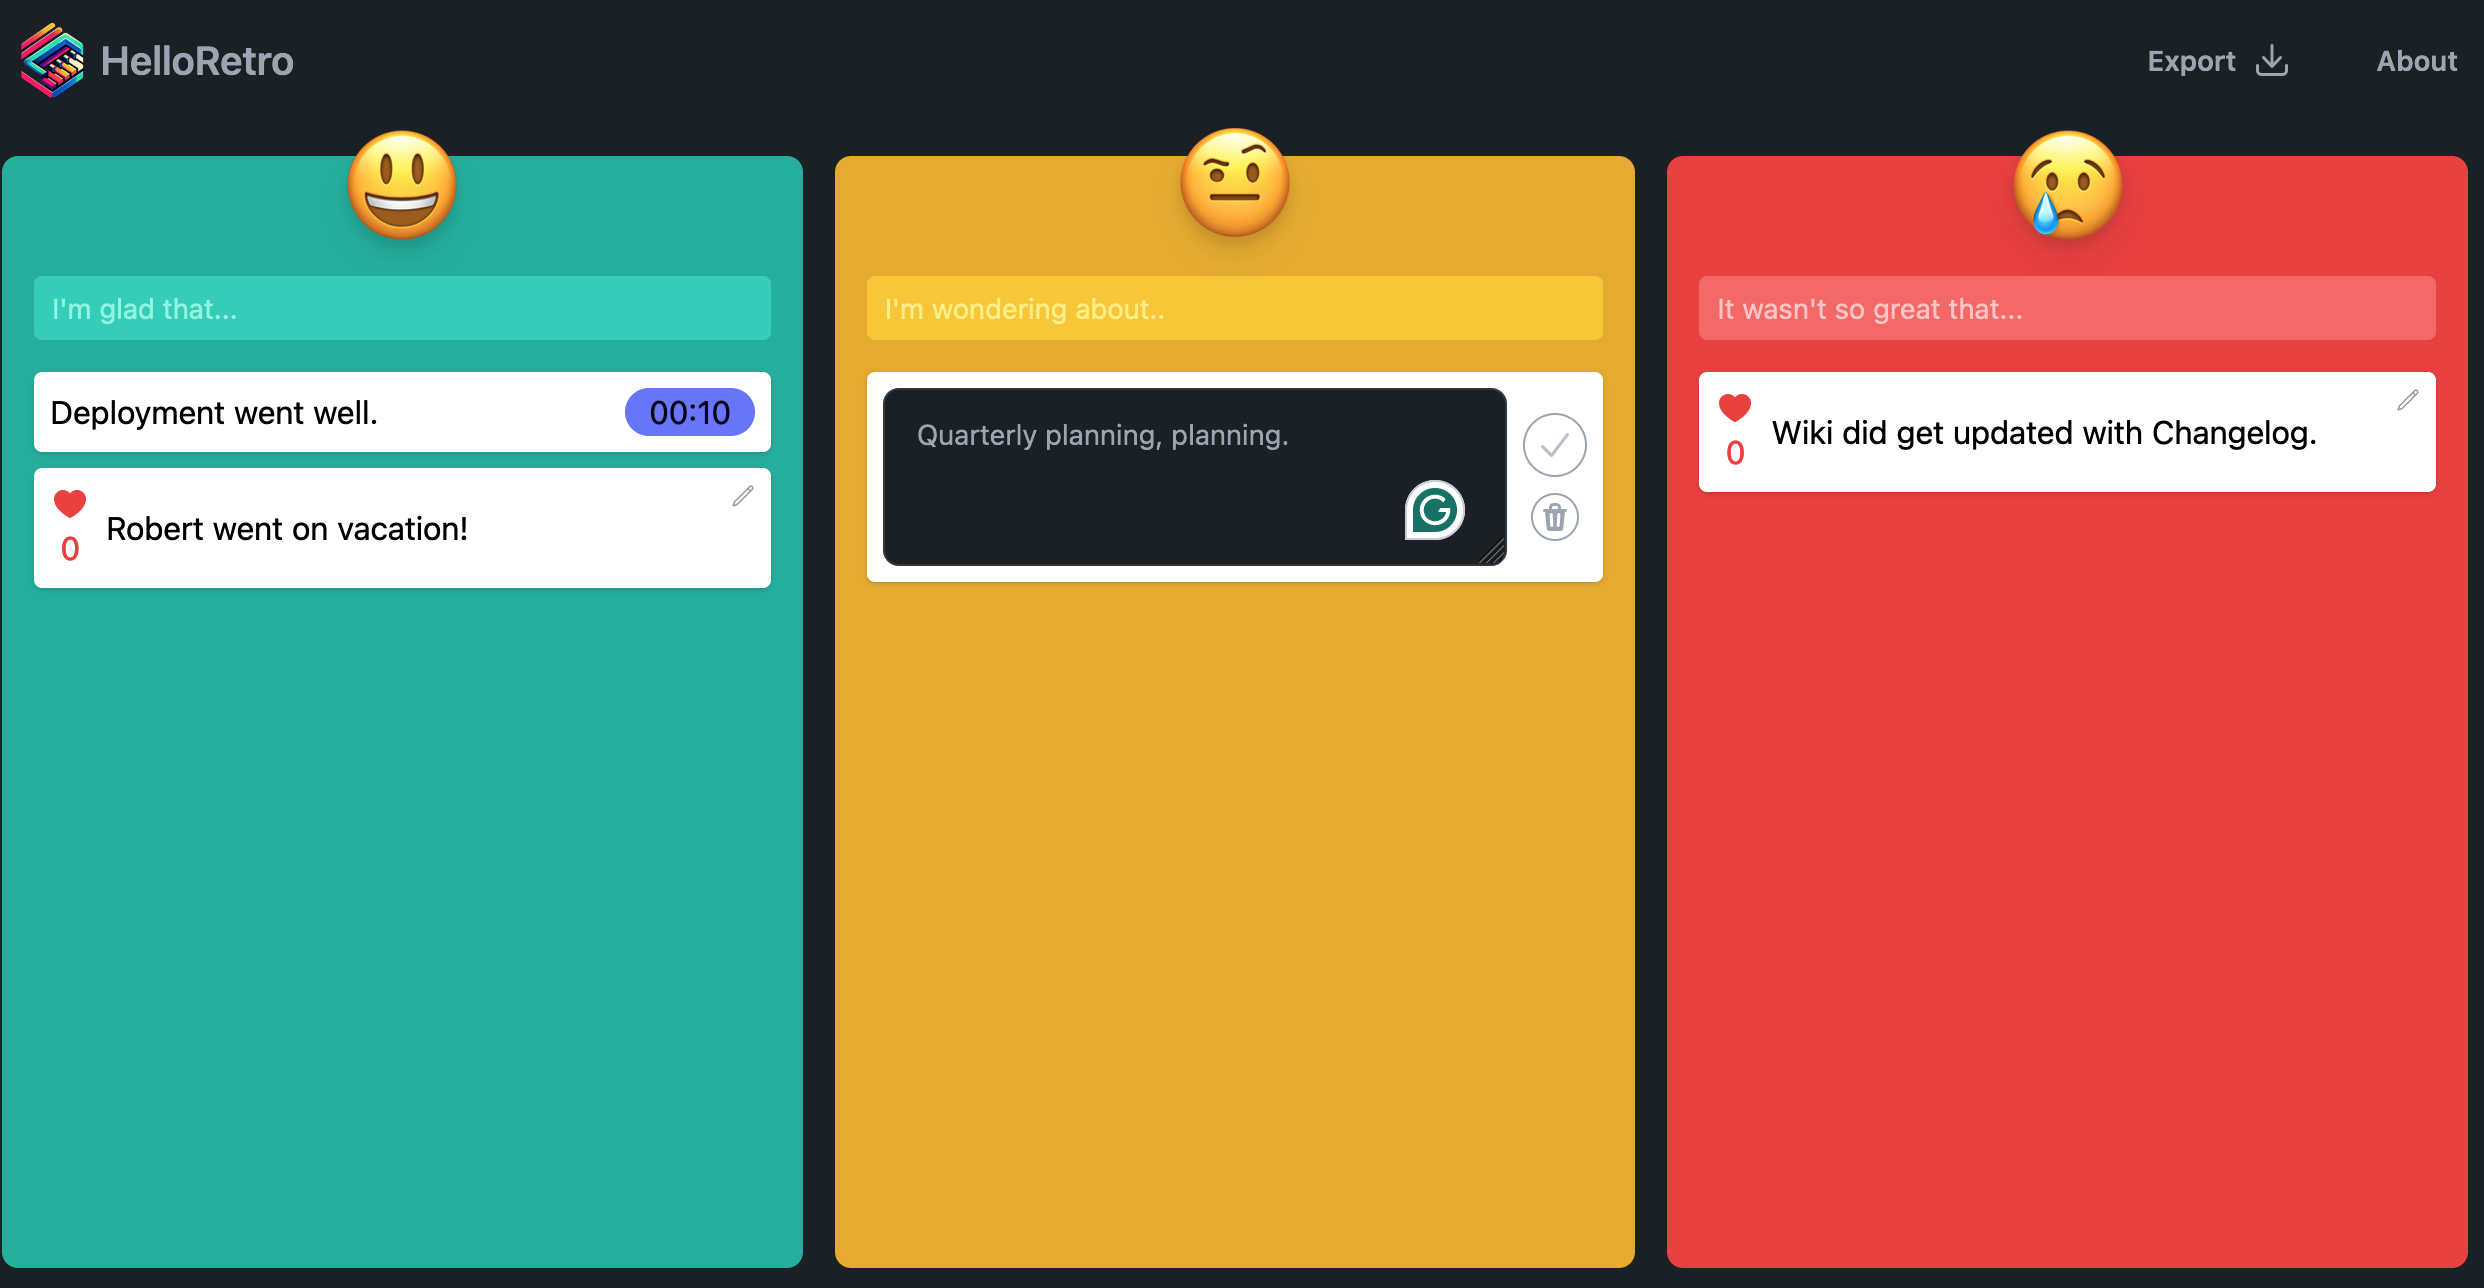 HelloRetro
Export
About
I'm glad that...
Deployment went well.
00:10
0
Robert went on vacation!
I'm wondering about..
Quarterly planning, planning.
It wasn't so great that...
0
Wiki did get updated with Changelog.